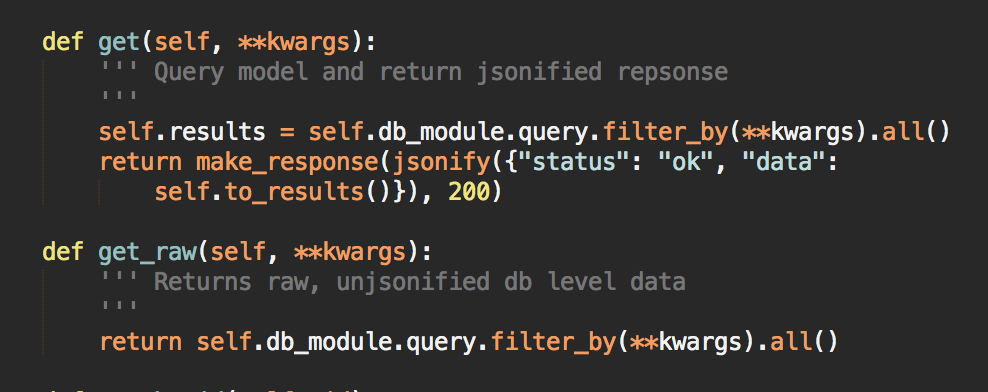 def get(self, **kwargs):
    ''' Query model and return jsonified repsonse
    '''
    self.results = self.db_module.query.filter_by(**kwargs).all()
    return make_response(jsonify({"status": "ok", "data":
        self.to_results()}), 200)

def get_raw(self, **kwargs):
    ''' Returns raw, unjsonified db level data
    '''
    return self.db_module.query.filter_by(**kwargs).all()